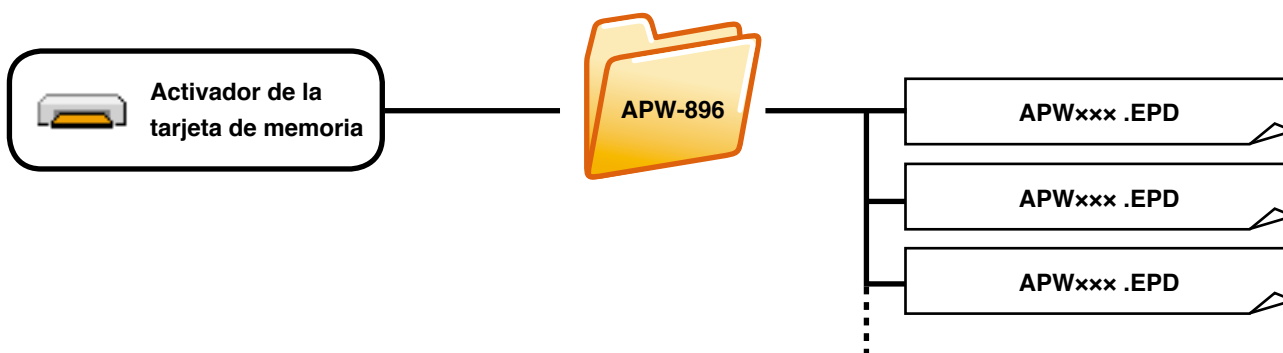 Activador de la
tarjeta de memoria
APW-896
APW××× .EPD
APW××× .EPD
APW××× .EPD